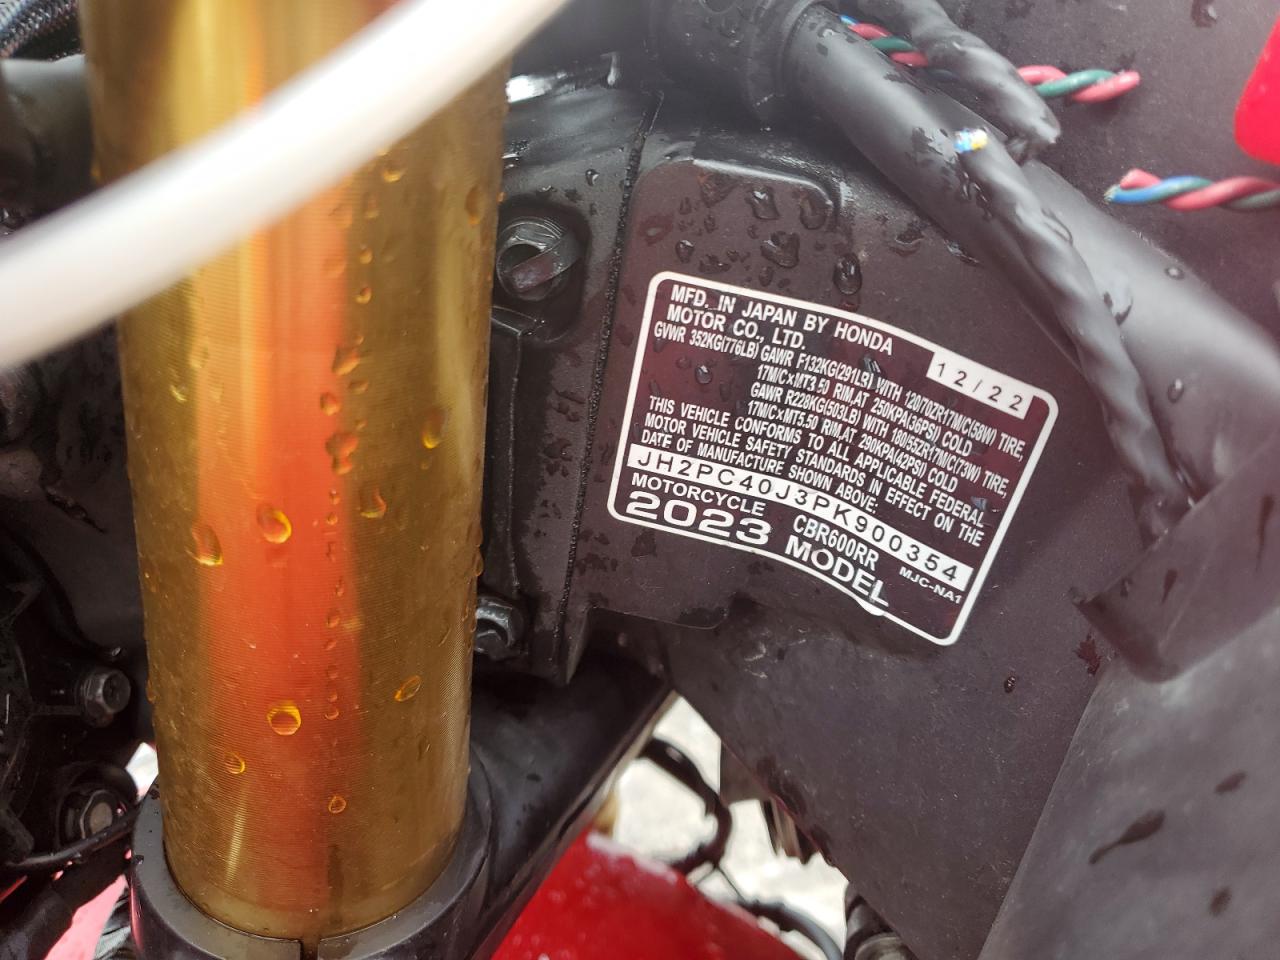 MFD. IN JAPAN BY HONDA
MOTOR CO., LTD.
12/22
GVWR 352KG(776LB) GAWR F132KG(291LB) WITH 120/70ZR17M/C(58W) TIRE,
17M/C×MT3.50 RIM.AT 250KPA(36PSI) COLD
GAWR R228KG(503LB) WITH 180/55ZR17M/C(73W) TIRE,
17M/C×MT5.50 RIM.AT 290KPA(42PSI) COLD
THIS VEHICLE CONFORMS TO ALL APPLICABLE FEDERAL
MOTOR VEHICLE SAFETY STANDARDS IN EFFECT ON THE
DATE OF MANUFACTURE SHOWN ABOVE:
JH2PC40J3PK900354
MOTORCYCLE CBR600RR MJC-NA1
2023 MODEL